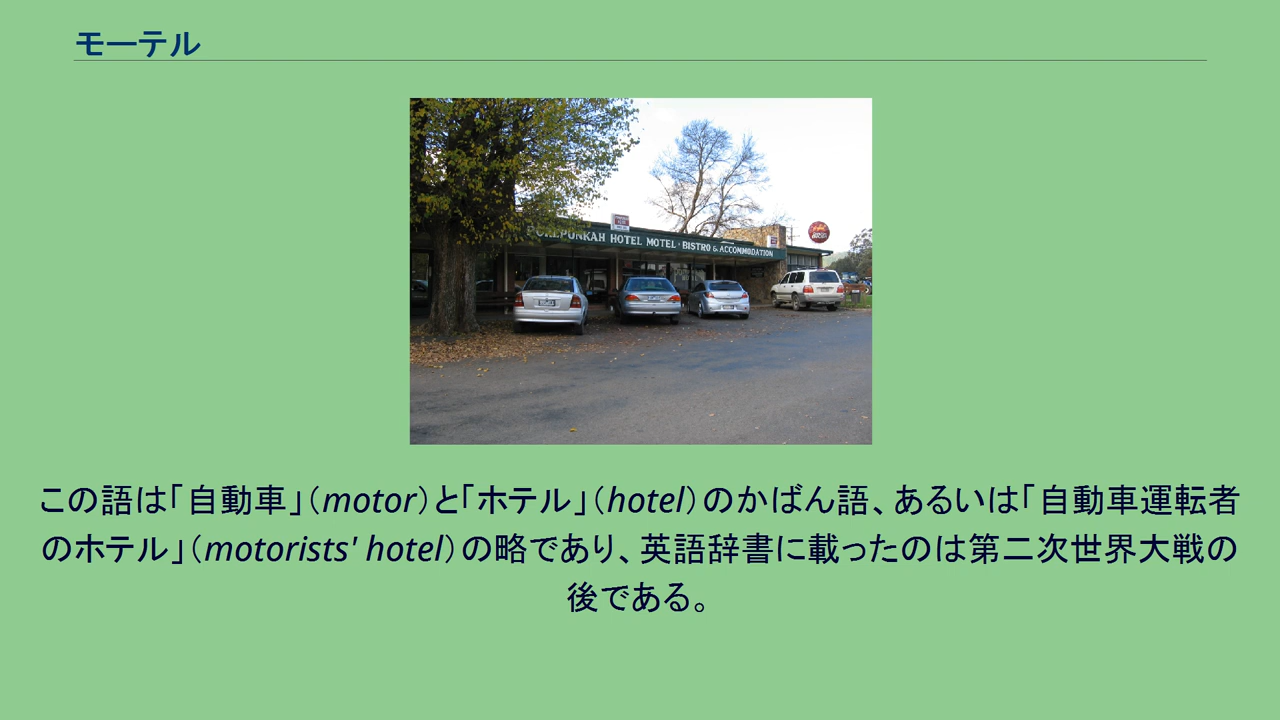 モーテル
POREPUNKAH HOTEL MOTEL · BISTRO & ACCOMMODATION
この語は「自動車」（motor）と「ホテル」（hotel）のかばん語、あるいは「自動車運転者
のホテル」（motorists' hotel）の略であり、英語辞書に載ったのは第二次世界大戦の
後である。